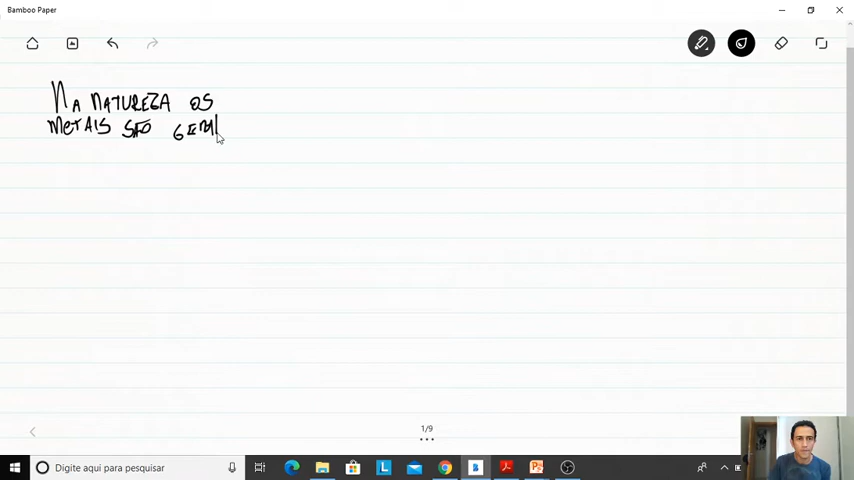 Bamboo Paper
NA NATUREZA OS
METAIS SÃO
1/9
Digite aqui para pesquisar